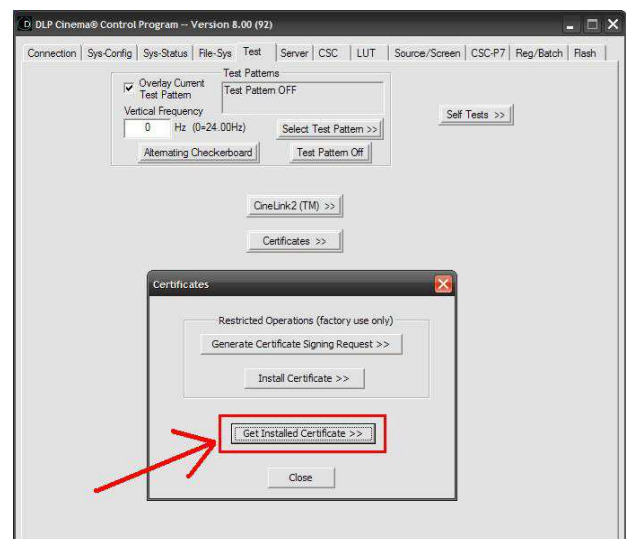 DLP Cinema® Control Program -- Version 8.00 (92)
Connection Sys-Config Sys-Status File-Sys Test Server CSC LUT Source/Screen CSC-P7 Reg/Batch Flash
Test Patterns
Overlay Current
Test Pattern
Test Pattern OFF
Vertical Frequency
0 Hz (0=24.00Hz)
Select Test Pattern >>
Self Tests >>
Alternating Checkerboard
Test Pattern Off
CineLink2 (TM) >>
Certificates >>
Certificates
Restricted Operations (factory use only)
Generate Certificate Signing Request >>
Install Certificate >>
Get Installed Certificate >>
Close